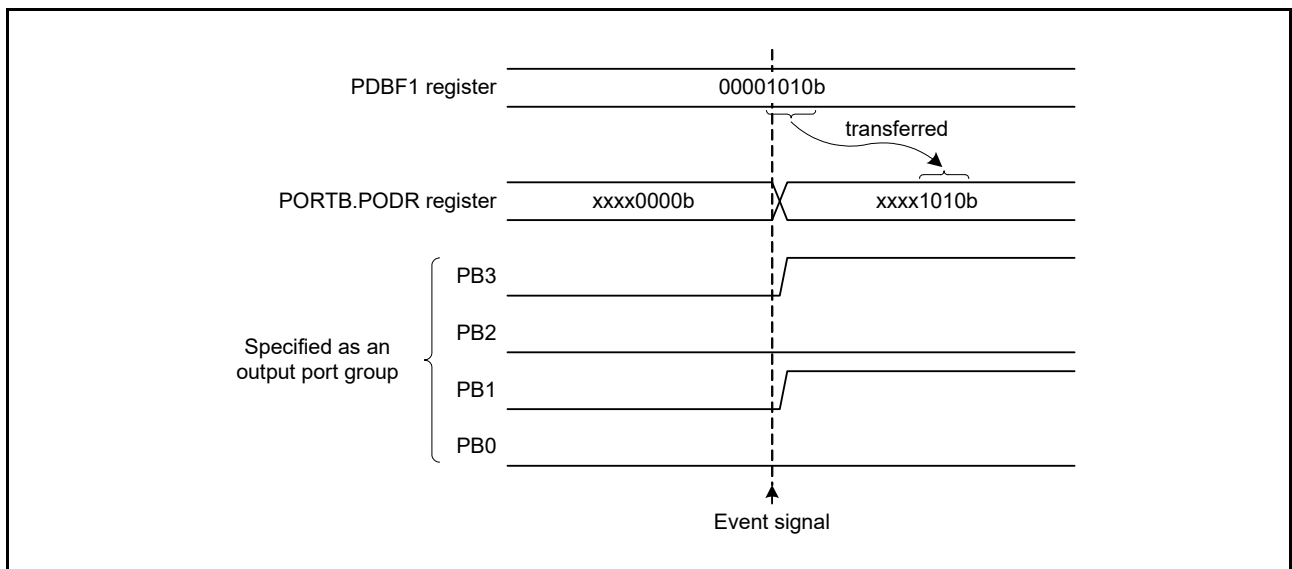 PDBF1 register
00001010b
transferred
PORTB.PODR register
xxxx0000b
xxxx1010b
Specified as an
output port group
PB3
PB2
PB1
PB0
Event signal